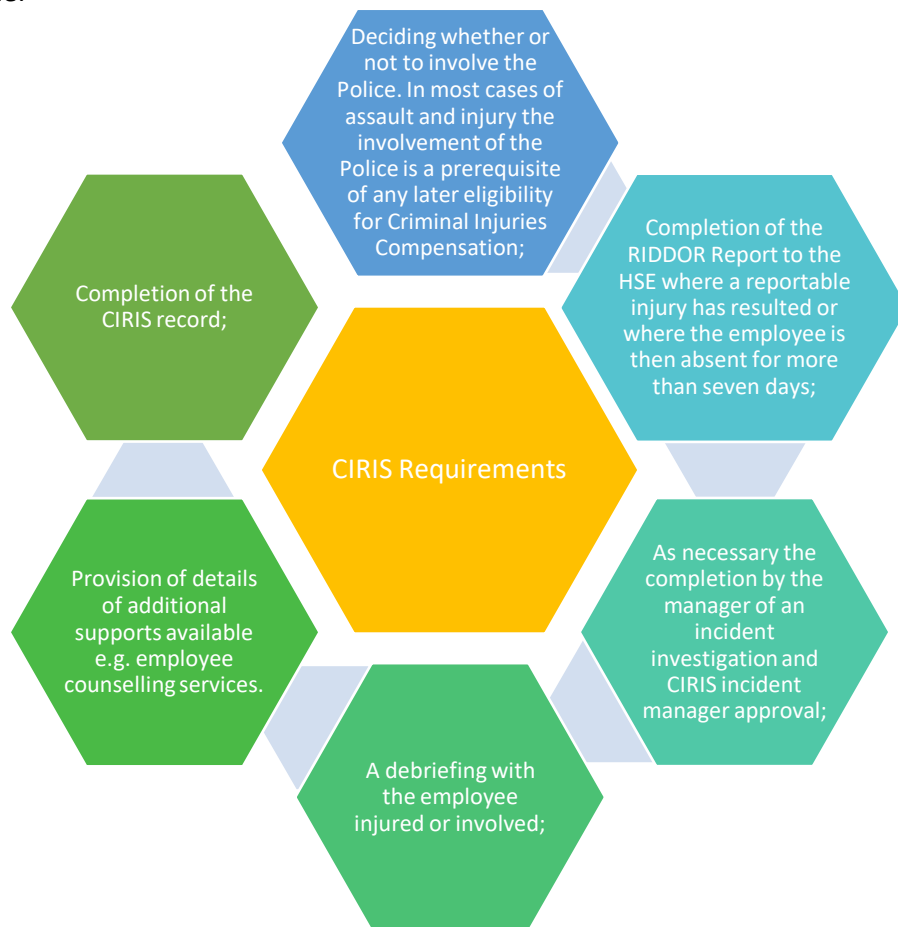 CIRIS Requirements
Deciding whether or
not to involve the
Police. In most cases of
assault and injury the
involvement of the
Police is a prerequisite
of any later eligibility
for Criminal Injuries
Compensation;
Completion of the
RIDDOR Report to the
HSE where a reportable
injury has resulted or
where the employee is
then absent for more
than seven days;
As necessary the
completion by the
manager of an
incident
investigation and
CIRIS incident
manager approval;
A debriefing with
the employee
injured or involved;
Provision of details
of additional
supports available
e.g. employee
counselling services.
Completion of the
CIRIS record;